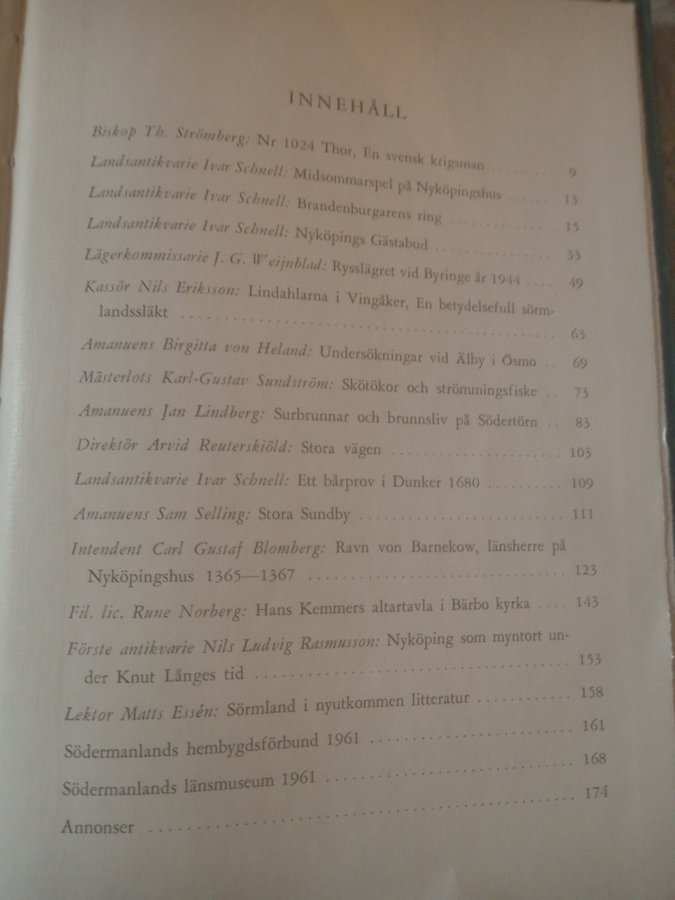 INNEHÅLL
Biskop Th. Strömberg: Nr 1024 Thor, En svensk krigsman ........ 9
Landsantikvarie Ivar Schnell: Midsommarspel på Nyköpingshus ...... 13
Landsantikvarie Ivar Schnell: Brandenburgarens ring ............ 15
Landsantikvarie Ivar Schnell: Nyköpings Gästabud ............ 33
Lägerkommissarie J. G. Weijnblad: Rysslägret vid Byringe år 1944 .... 49
Kassör Nils Eriksson: Lindahlarna i Vingåker, En betydelsefull sörm-
landssläkt ............ 63
Amanuens Birgitta von Heland: Undersökningar vid Älby i Ösmo .. 69
Mästerlots Karl-Gustav Sundström: Skötökor och strömmingsfiske .. 73
Amanuens Jan Lindberg: Surbrunnar och brunnsliv på Södertörn .. 83
Direktör Arvid Reuterskiöld: Stora vägen ............ 103
Landsantikvarie Ivar Schnell: Ett bårprov i Dunker 1680 .......... 109
Amanuens Sam Selling: Stora Sundby ............ 111
Intendent Carl Gustaf Blomberg: Ravn von Barnekow, länsherre på
Nyköpingshus 1365—1367 ............ 123
Fil. lic. Rune Norberg: Hans Kemmers altartavla i Bärbo kyrka .... 143
Förste antikvarie Nils Ludvig Rasmusson: Nyköping som myntort un-
der Knut Långes tid ............ 153
Lektor Matts Essén: Sörmland i nyutkommen litteratur ............ 158
Södermanlands hembygdsförbund 1961 ............ 161
Södermanlands länsmuseum 1961 ............ 168
Annonser ............ 174